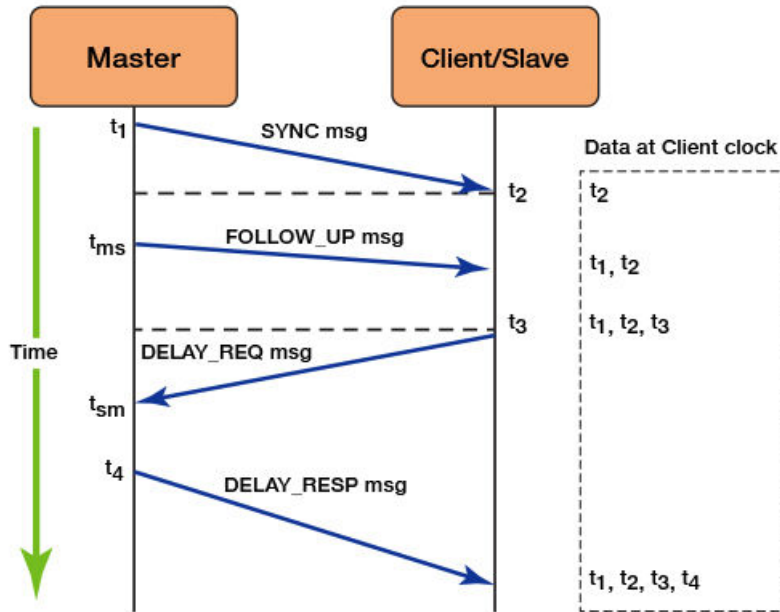 Master
Client/Slave
t1
SYNC msg
Data at Client clock
t2
t2
tms
FOLLOW_UP msg
t1, t2
t3
t1, t2, t3
Time
DELAY_REQ msg
tsm
t4
DELAY_RESP msg
t1, t2, t3, t4